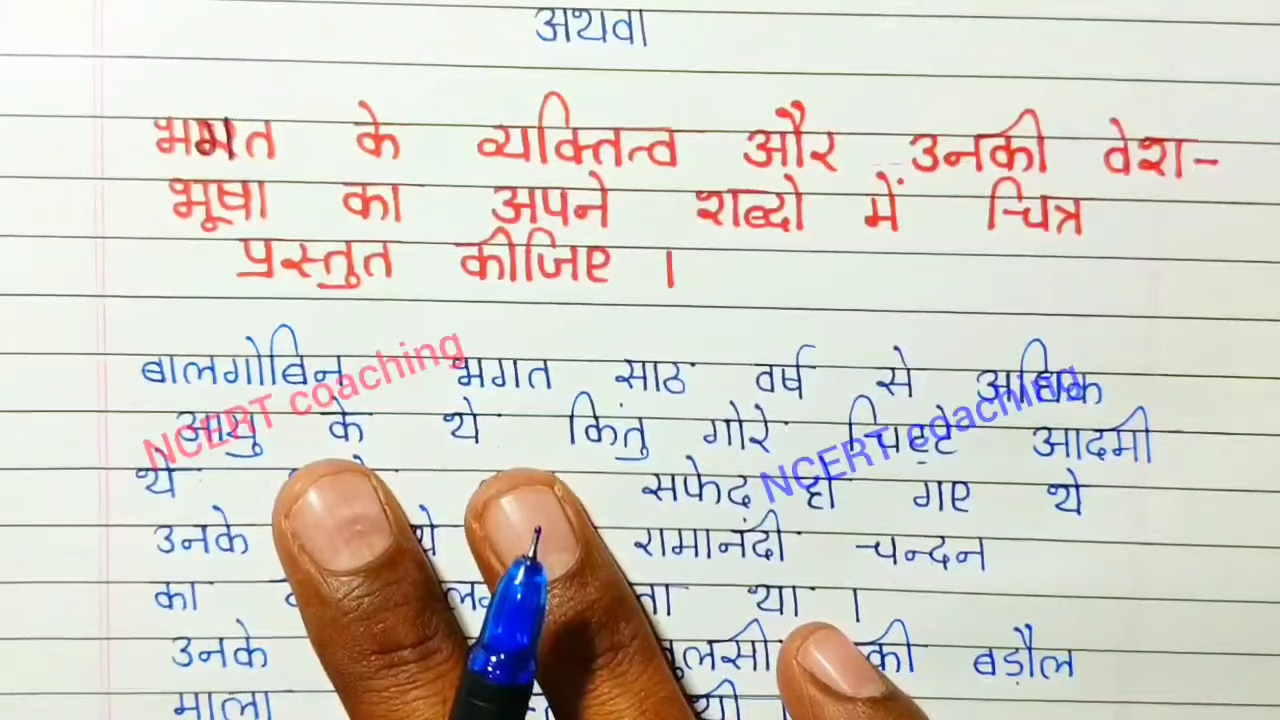 अथवा
भगत के व्यक्तित्व और उनकी वेश-
भूषा का अपने शब्दो में चित्र
प्रस्तुत कीजिए ।
बालगोबिन भगत साठ वर्ष से अधिक
आयु के थे किंतु गोरे चिट्टे आदमी
थे सफेद हो गए थे
उनके रामानंदी चन्दन
का था ।
उनके तुलसी की बड़ौल
माला थी
NCERT coaching
NCERT coaching